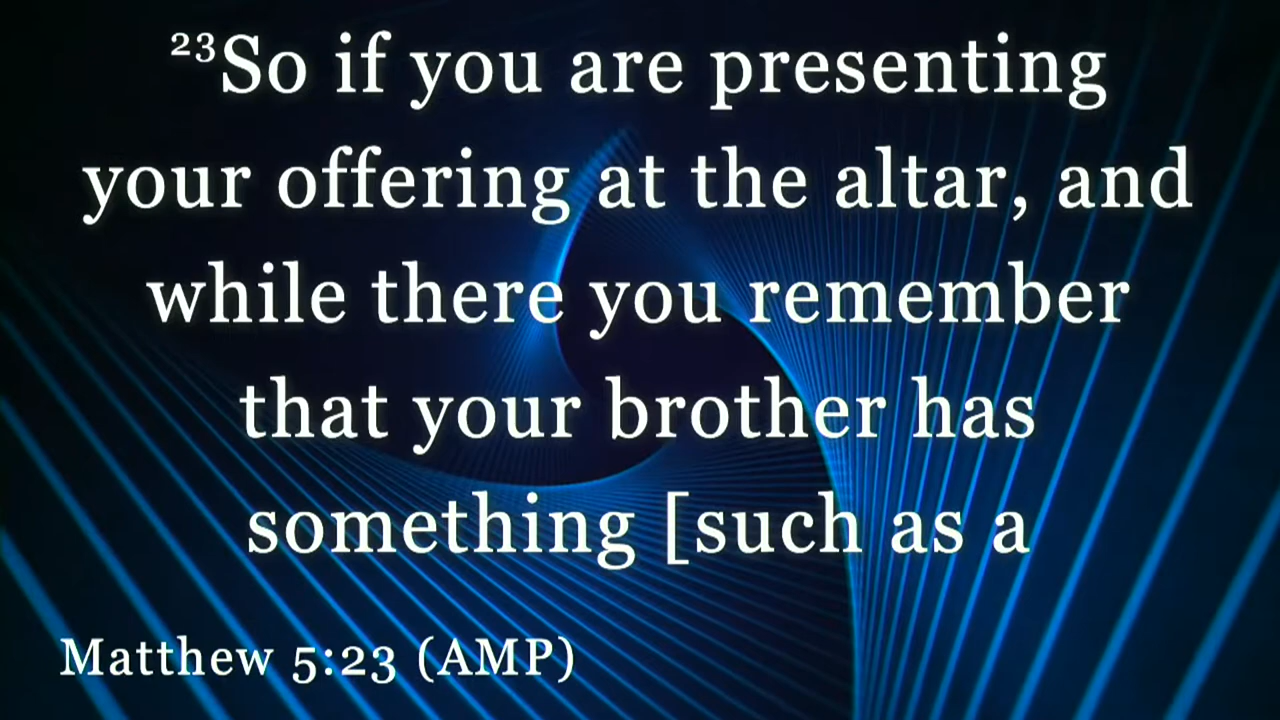 ²³So if you are presenting
your offering at the altar, and
while there you remember
that your brother has
something [such as a
Matthew 5:23 (AMP)